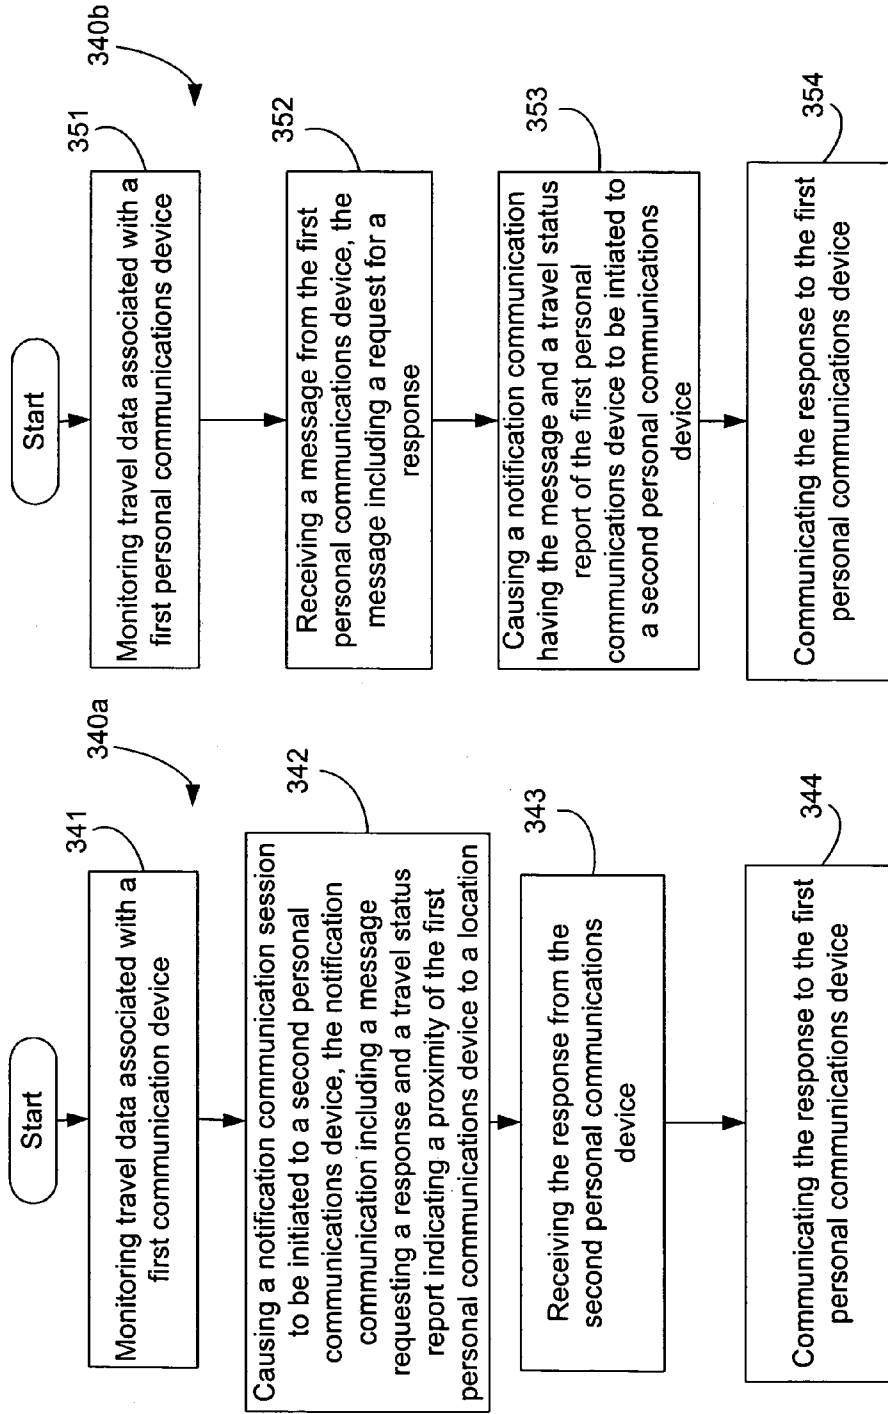 Start
340a
341
Monitoring travel data associated with a
first communication device
342
Causing a notification communication session
to be initiated to a second personal
communications device, the notification
communication including a message
requesting a response and a travel status
report indicating a proximity of the first
personal communications device to a location
343
Receiving the response from the
second personal communications
device
344
Communicating the response to the first
personal communications device
Start
340b
351
Monitoring travel data associated with a
first personal communications device
352
Receiving a message from the first
personal communications device, the
message including a request for a
response
353
Causing a notification communication
having the message and a travel status
report of the first personal
communications device to be intiated to
a second personal communications
device
354
Communicating the response to the first
personal communications device